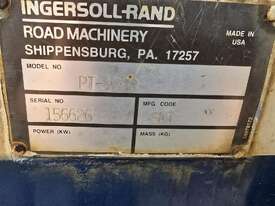 INGERSOLL-RAND
ROAD MACHINERY
SHIPPENSBURG, PA. 17257
MADE IN
USA
MODEL NO
SERIAL NO
MFG CODE
156626
POWER (KW)
MASS (KG)